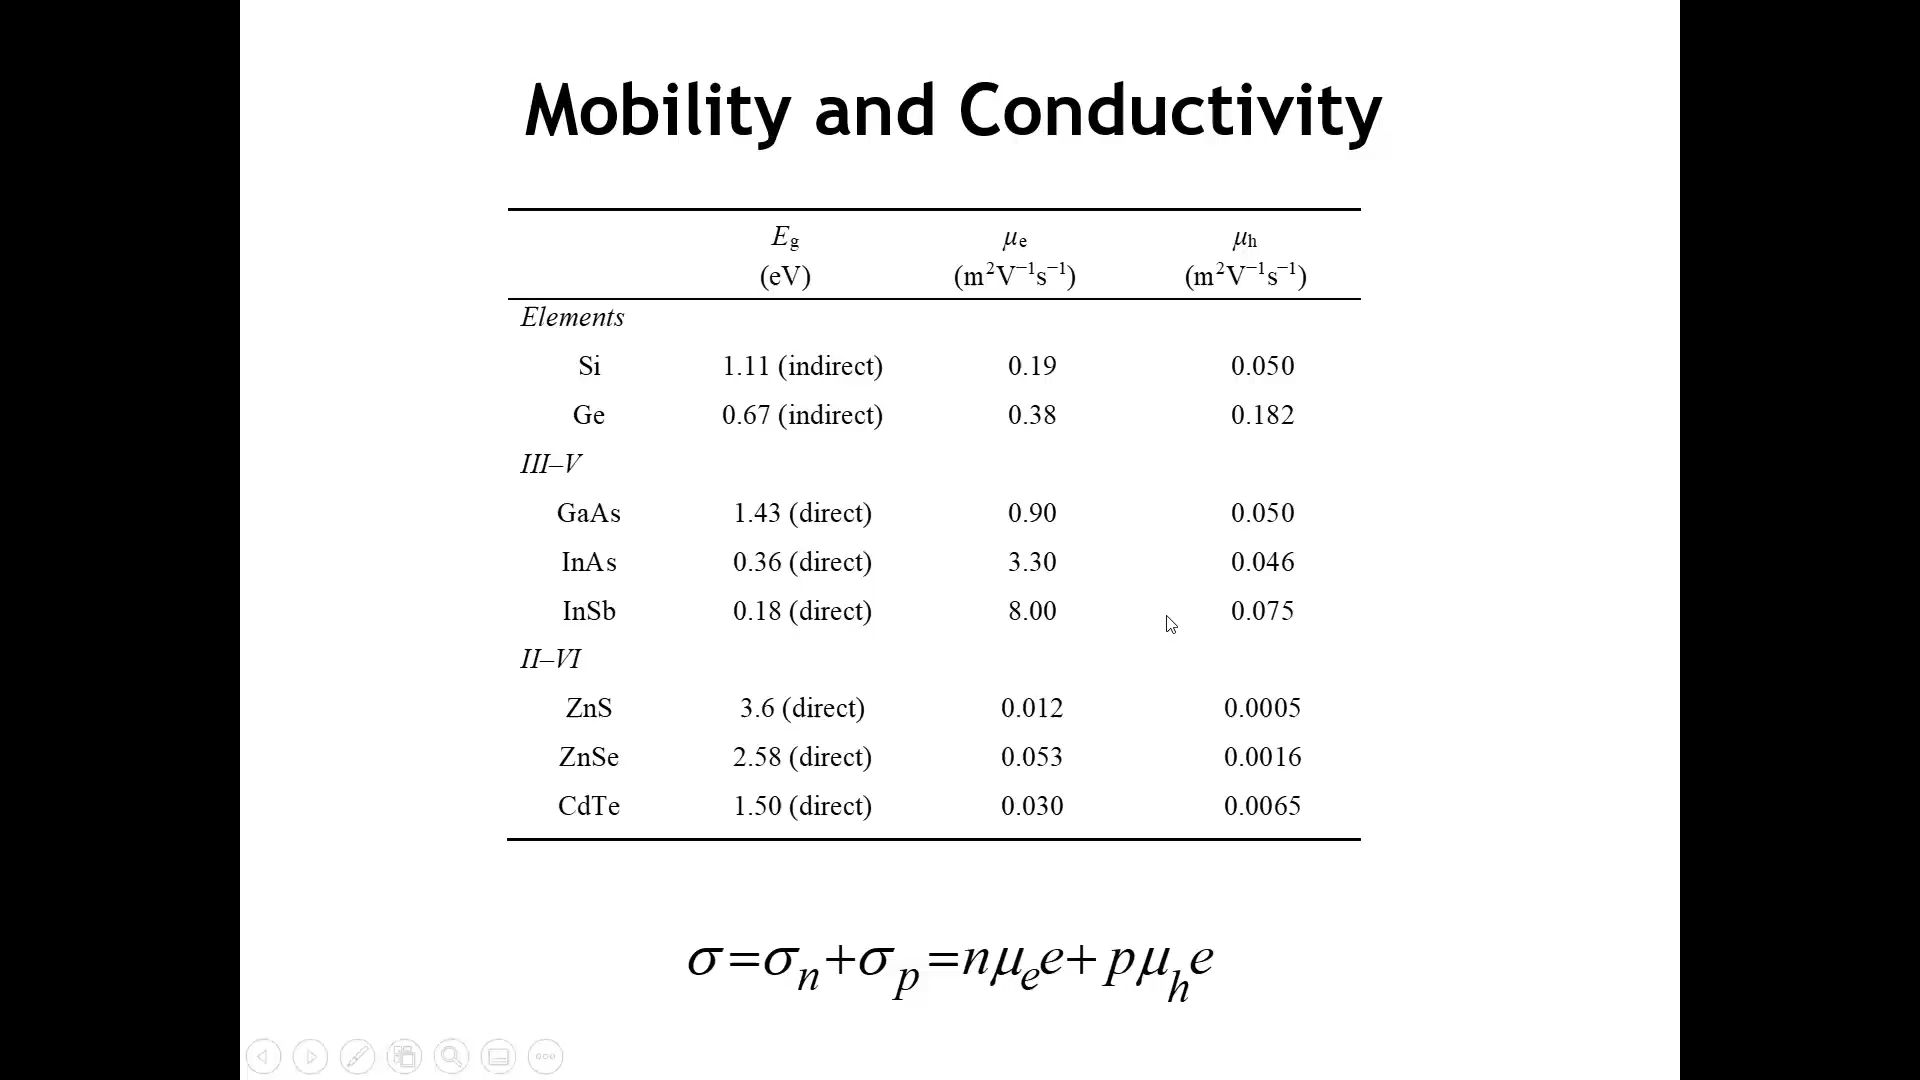 Mobility and Conductivity
E_g μ_e μ_h
(eV) (m²V⁻¹s⁻¹) (m²V⁻¹s⁻¹)
Elements
Si 1.11 (indirect) 0.19 0.050
Ge 0.67 (indirect) 0.38 0.182
III–V
GaAs 1.43 (direct) 0.90 0.050
InAs 0.36 (direct) 3.30 0.046
InSb 0.18 (direct) 8.00 0.075
II–VI
ZnS 3.6 (direct) 0.012 0.0005
ZnSe 2.58 (direct) 0.053 0.0016
CdTe 1.50 (direct) 0.030 0.0065
σ=σ_n+σ_p=nμ_e e+pμ_h e